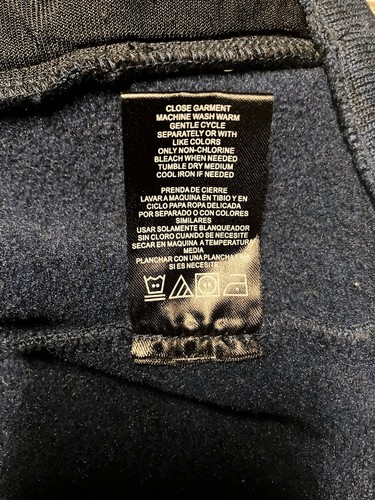 CLOSE GARMENT
MACHINE WASH WARM
GENTLE CYCLE
SEPARATELY OR WITH
LIKE COLORS
ONLY NON-CHLORINE
BLEACH WHEN NEEDED
TUMBLE DRY MEDIUM
COOL IRON IF NEEDED
PRENDA DE CIERRE
LAVAR A MAQUINA EN TIBIO Y EN
CICLO PAPA ROPA DELICADA
POR SEPARADO O CON COLORES
SIMILARES
USAR SOLAMENTE BLANQUEADOR
SIN CLORO CUANDO SE NECESITE
SECAR EN MAQUINA A TEMPERATURA
MEDIA
PLANCHAR CON UNA PLANCHA
SI ES NECESITE